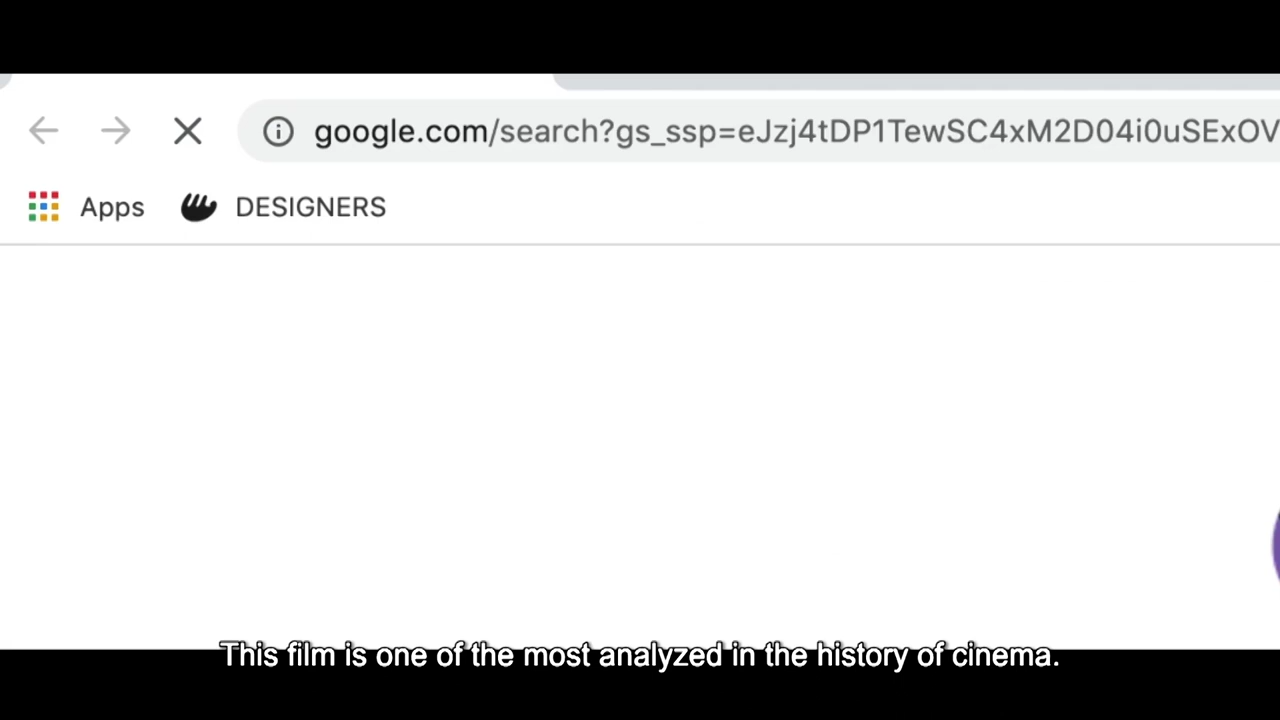 google.com/search?gs_ssp=eJzj4tDP1TewSC4xM2D04i0uSExOV
Apps DESIGNERS
This film is one of the most analyzed in the history of cinema.